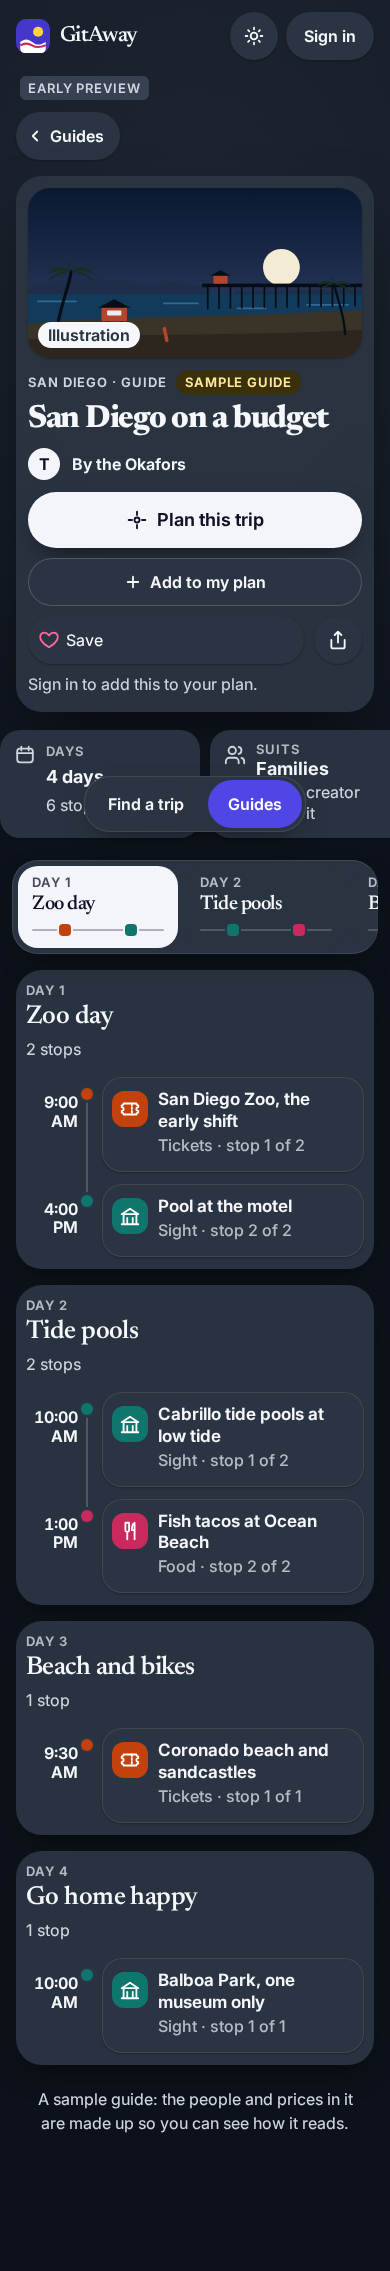 GitAway
Sign in
EARLY PREVIEW
Guides
Illustration
SAN DIEGO · GUIDE SAMPLE GUIDE
San Diego on a budget
T By the Okafors
Plan this trip
Add to my plan
Save
Sign in to add this to your plan.
DAYS
4 days
6 sto
SUITS
Families
creator
it
Find a trip
Guides
DAY 1
Zoo day
DAY 2
Tide pools
DAY 1
Zoo day
2 stops
9:00
AM
San Diego Zoo, the
early shift
Tickets · stop 1 of 2
4:00
PM
Pool at the motel
Sight · stop 2 of 2
DAY 2
Tide pools
2 stops
10:00
AM
Cabrillo tide pools at
low tide
Sight · stop 1 of 2
1:00
PM
Fish tacos at Ocean
Beach
Food · stop 2 of 2
DAY 3
Beach and bikes
1 stop
9:30
AM
Coronado beach and
sandcastles
Tickets · stop 1 of 1
DAY 4
Go home happy
1 stop
10:00
AM
Balboa Park, one
museum only
Sight · stop 1 of 1
A sample guide: the people and prices in it
are made up so you can see how it reads.